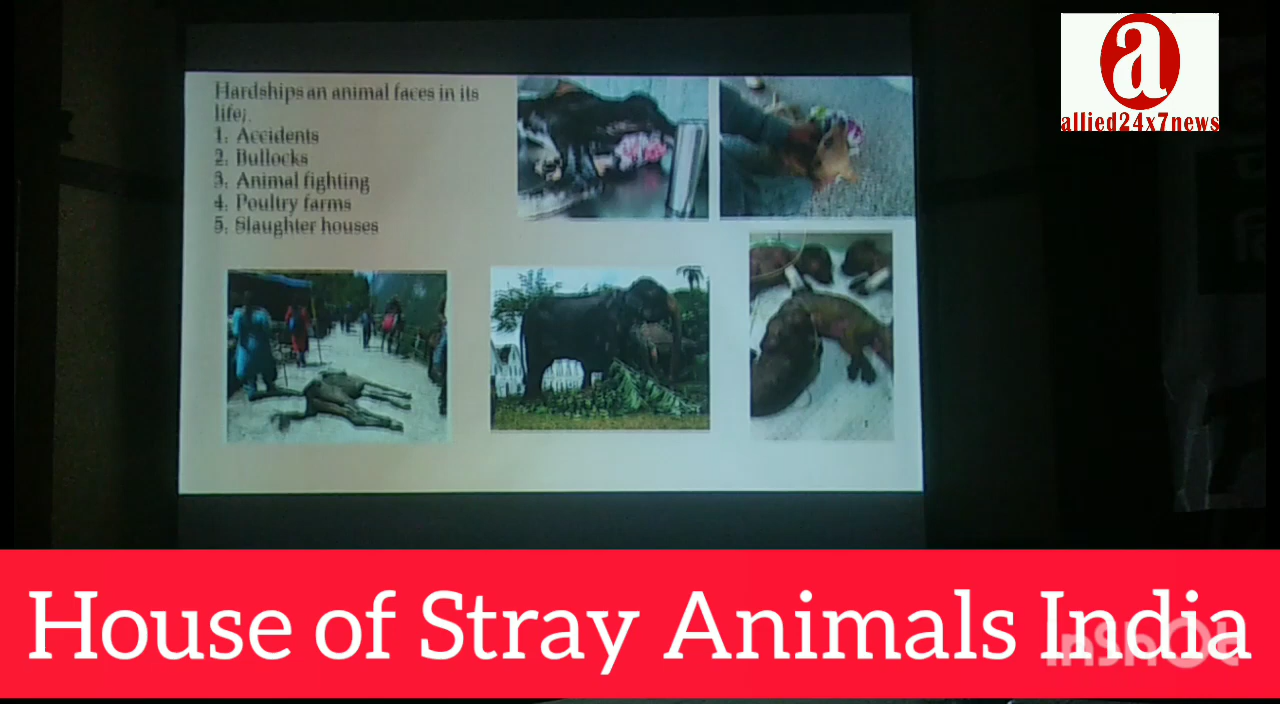 Hardships an animal faces in its
life;
1. Accidents
2. Bullocks
3. Animal fighting
4. Poultry farms
5. Slaughter houses
a
allied24x7news
1
House of Stray Animals India
InShOt